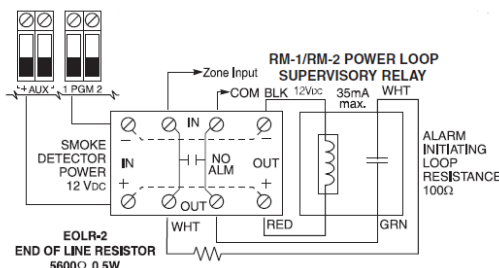 + AUX - 1 PGM 2
Zone Input
RM-1/RM-2 POWER LOOP
SUPERVISORY RELAY
COM BLK 12VDC 35mA
max. WHT
SMOKE
DETECTOR
POWER
12 VDC
IN
− −
IN NO
ALM OUT
+ +
OUT
ALARM
INITIATING
LOOP
RESISTANCE
100Ω
WHT RED GRN
EOLR-2
END OF LINE RESISTOR
5600Ω 0.5W